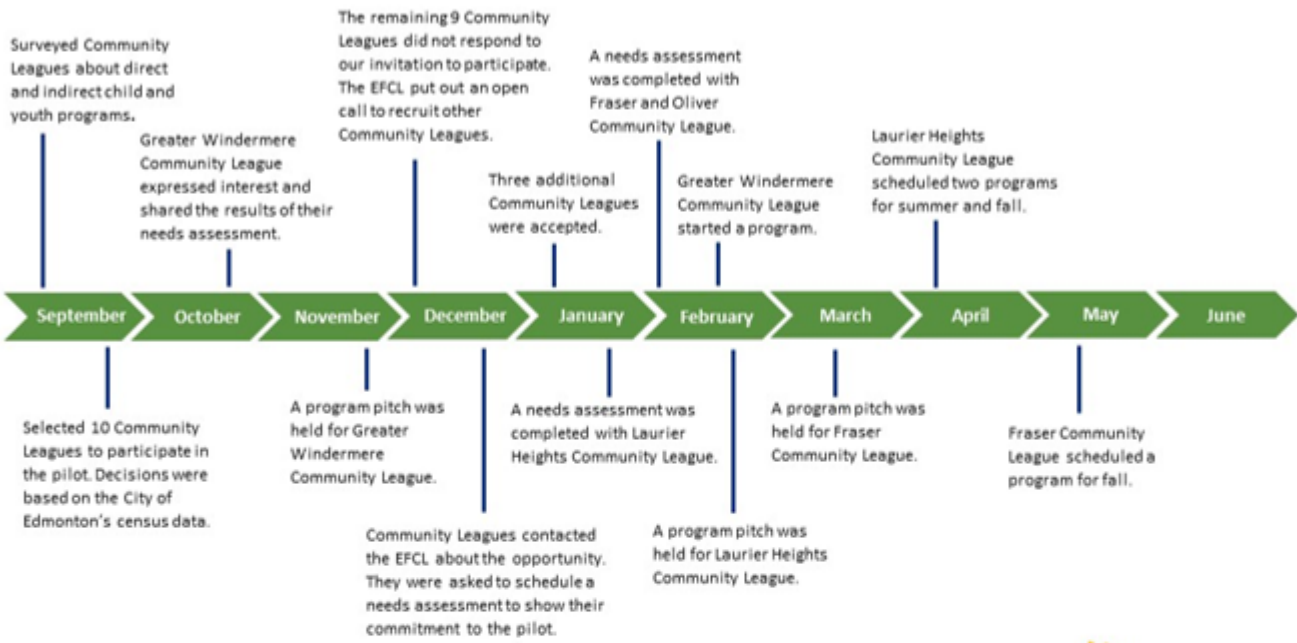 Surveyed Community
Leagues about direct
and indirect child and
youth programs.
Greater Windermere
Community League
expressed interest and
shared the results of their
needs assessment.
The remaining 9 Community
Leagues did not respond to
our invitation to participate.
The EFCL put out an open
call to recruit other
Community Leagues.
Three additional
Community Leagues
were accepted.
A needs assessment
was completed with
Fraser and Oliver
Community League.
Greater Windermere
Community League
started a program.
Laurier Heights
Community League
scheduled two programs
for summer and fall.
September
October
November
December
January
February
March
April
May
June
Selected 10 Community
Leagues to participate in
the pilot. Decisions were
based on the City of
Edmonton's census data.
A program pitch was
held for Greater
Windermere
Community League.
Community Leagues contacted
the EFCL about the opportunity.
They were asked to schedule a
needs assessment to show their
commitment to the pilot.
A needs assessment was
completed with Laurier
Heights Community League.
A program pitch was
held for Laurier Heights
Community League.
A program pitch was
held for Fraser
Community League.
Fraser Community
League scheduled a
program for fall.